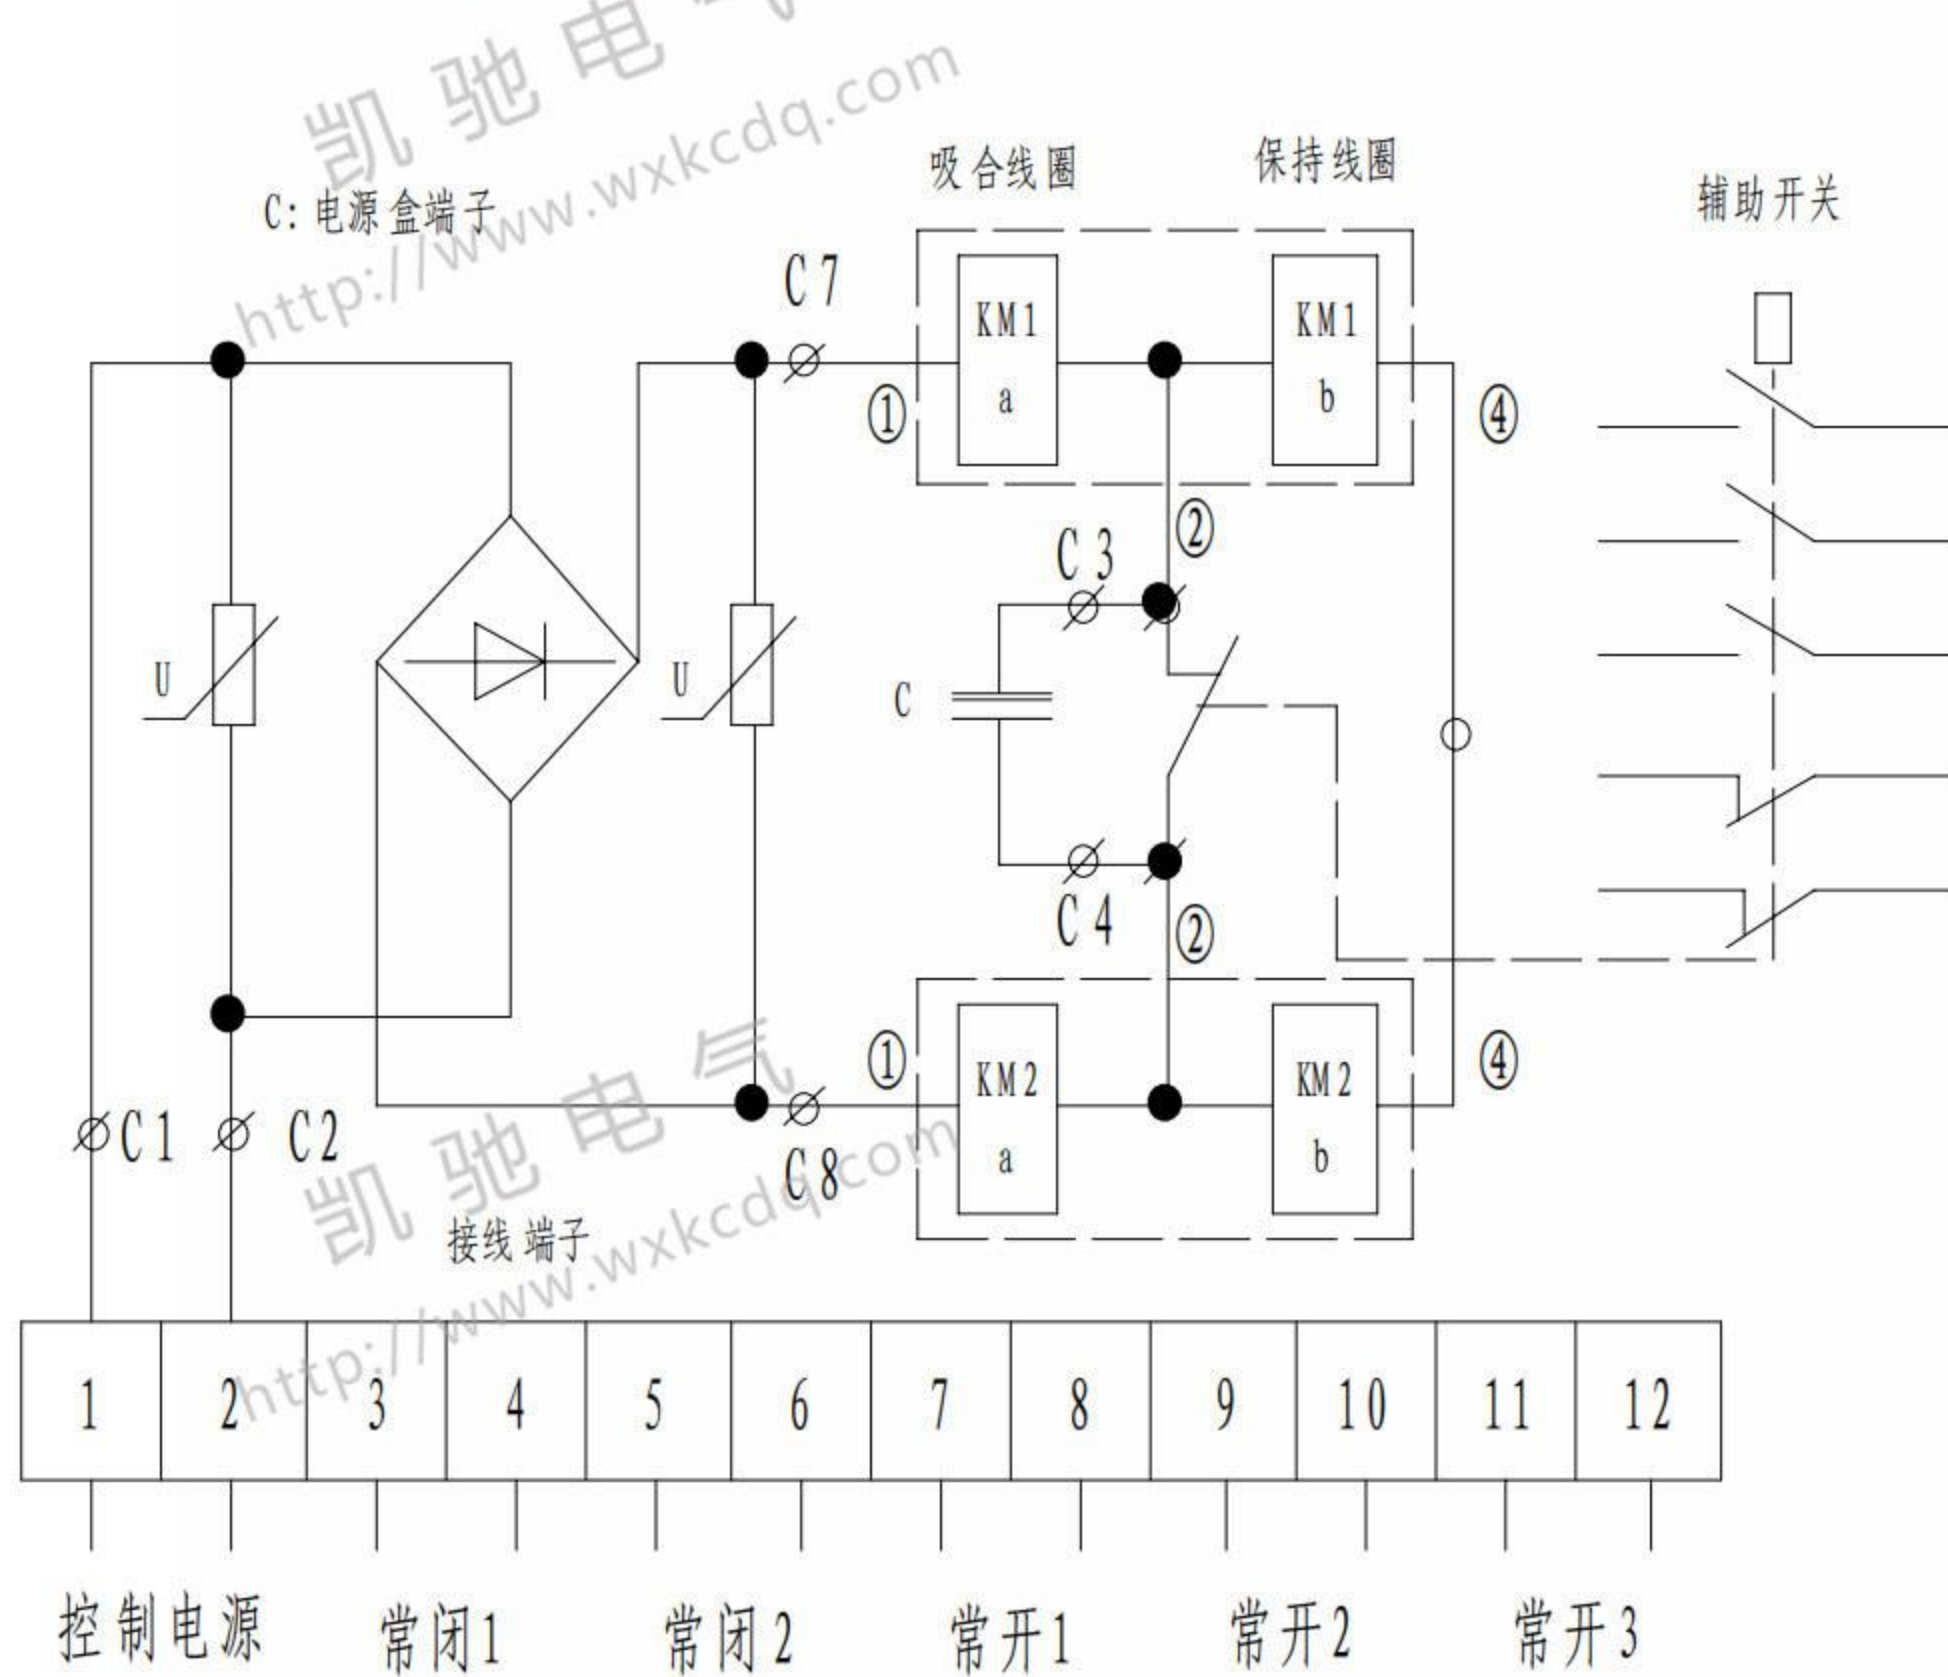 凯驰电气
http://www.wxkcdq.com
吸合线圈
保持线圈
辅助开关
C:电源盒端子
C7
KM1
a
KM1
b
①
④
②
C3
U
U
C
C4
②
①
④
KM2
a
KM2
b
C1
C2
C8
凯驰电气
http://www.wxkcdq.com
接线端子
1 2 3 4 5 6 7 8 9 10 11 12
控制电源 常闭1 常闭2 常开1 常开2 常开3